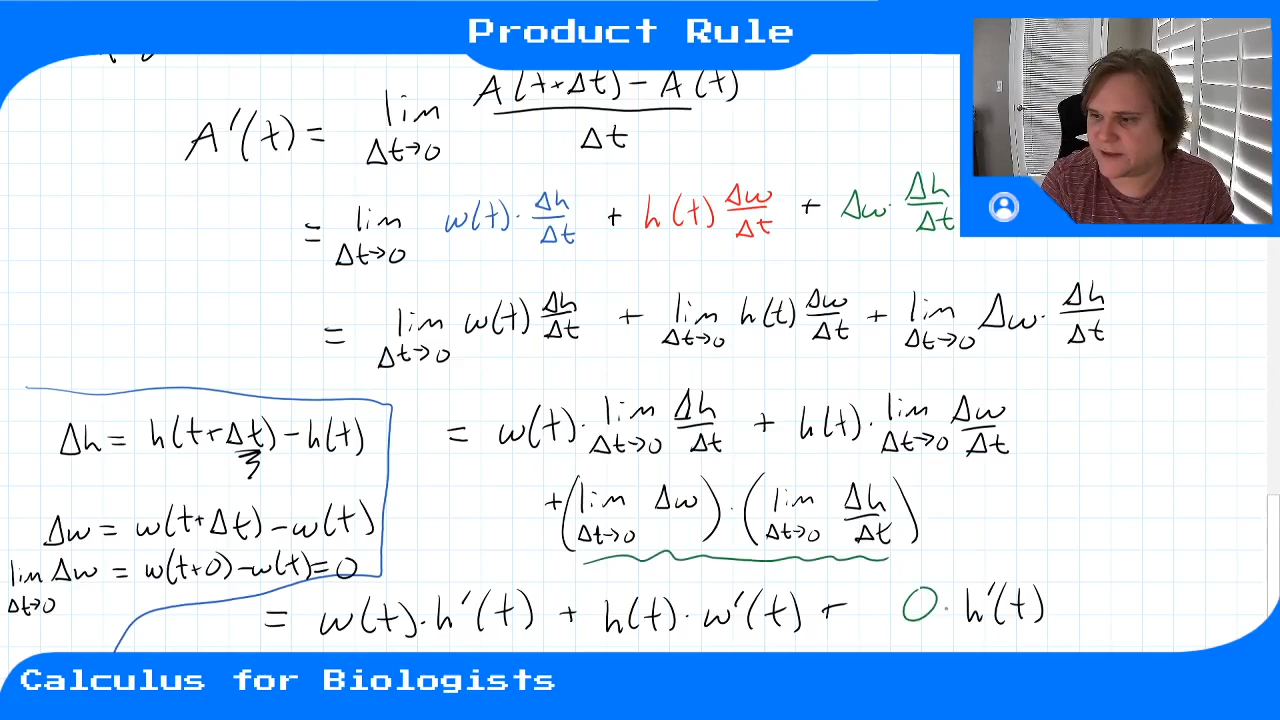 Product Rule
A'(t) = lim Δt→0 A(t+Δt) - A(t) / Δt
= lim Δt→0 w(t)· Δh/Δt + h(t) Δw/Δt + Δw· Δh/Δt
= lim Δt→0 w(t) Δh/Δt + lim Δt→0 h(t) Δw/Δt + lim Δt→0 Δw· Δh/Δt
= w(t)· lim Δt→0 Δh/Δt + h(t)· lim Δt→0 Δw/Δt
+ (lim Δt→0 Δw)·(lim Δt→0 Δh/Δt)
Δh = h(t+Δt) - h(t)
Δw = w(t+Δt) - w(t)
lim Δt→0 Δw = w(t+0) - w(t) = 0
= w(t)·h'(t) + h(t)·w'(t) + 0·h'(t)
Calculus for Biologists